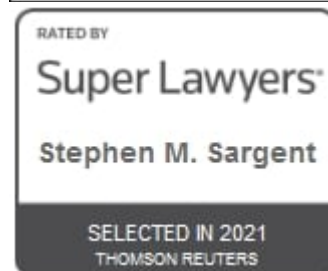 RATED BY
Super Lawyers
Stephen M. Sargent
SELECTED IN 2021
THOMSON REUTERS